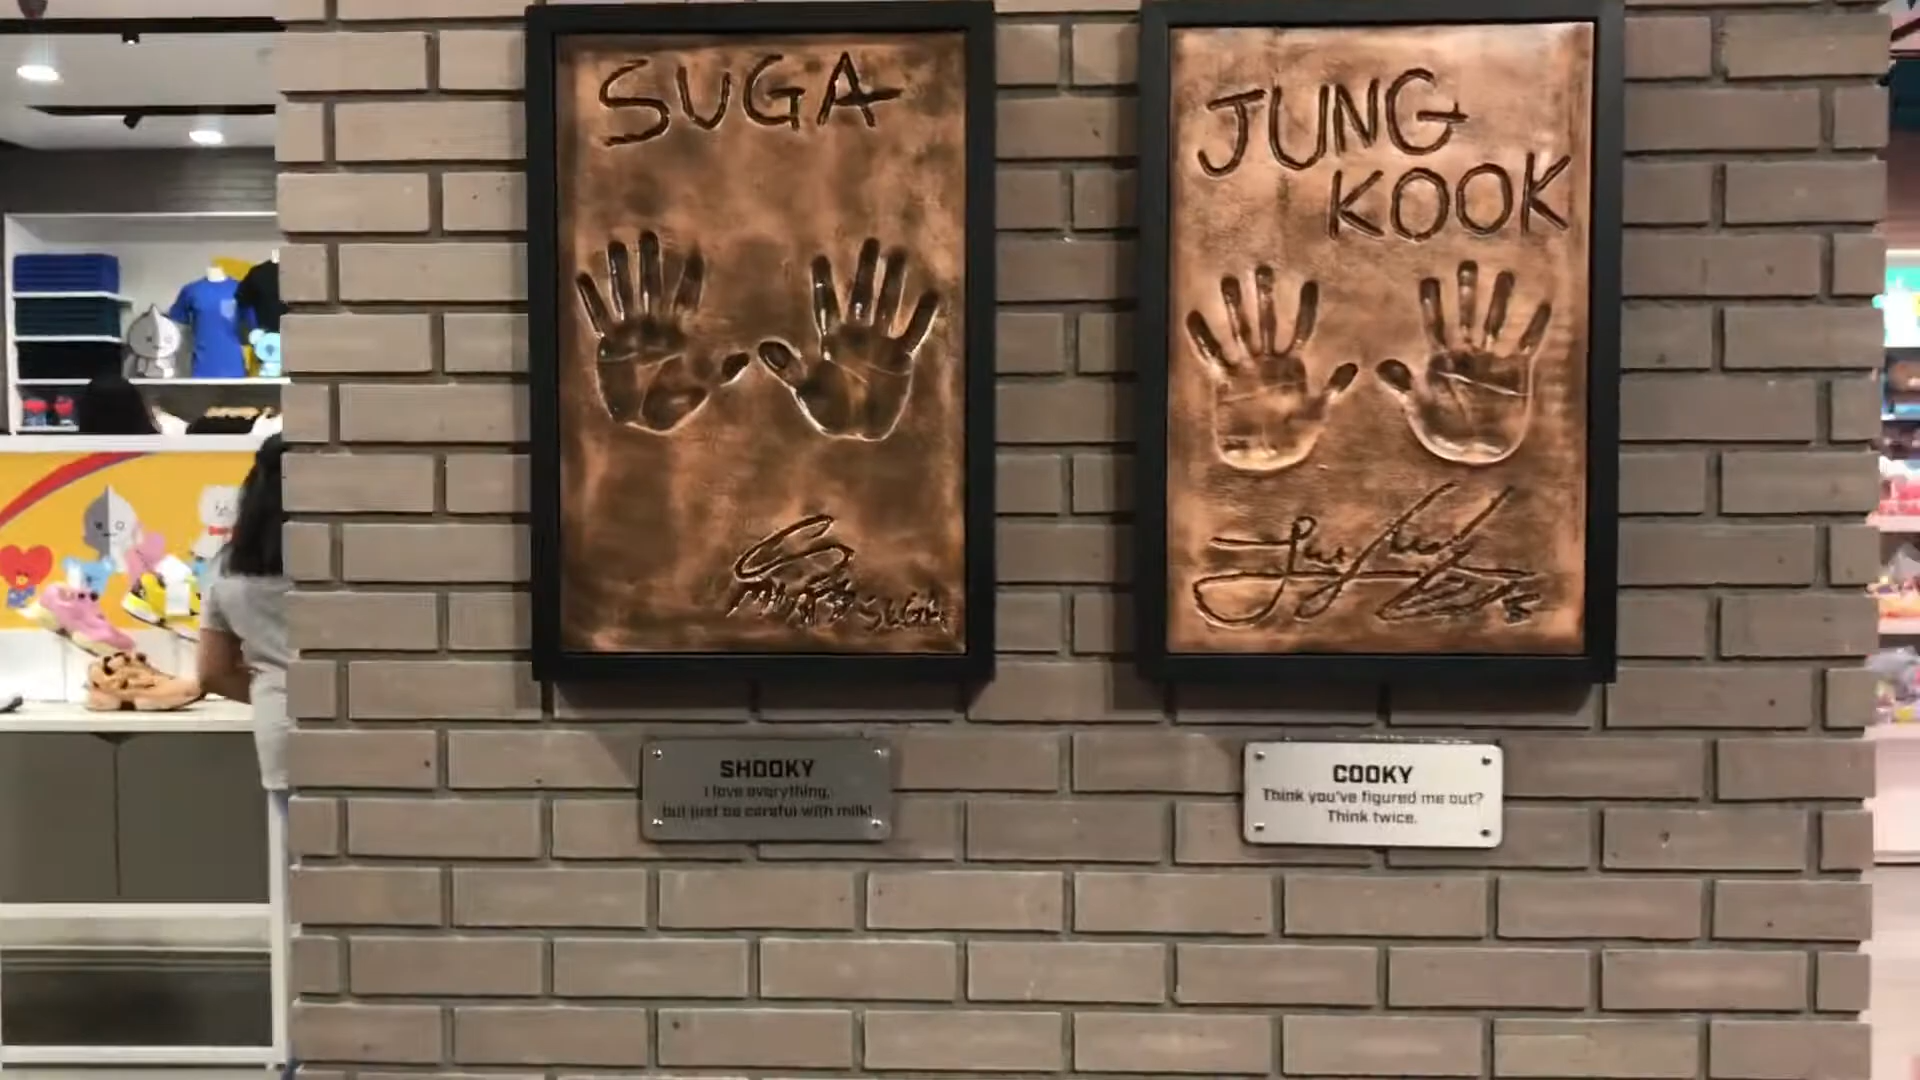 SUGA
JUNG
KOOK
SUGA
SHOOKY
I love everything,
but just be careful with milk!
COOKY
Think you've figured me out?
Think twice.